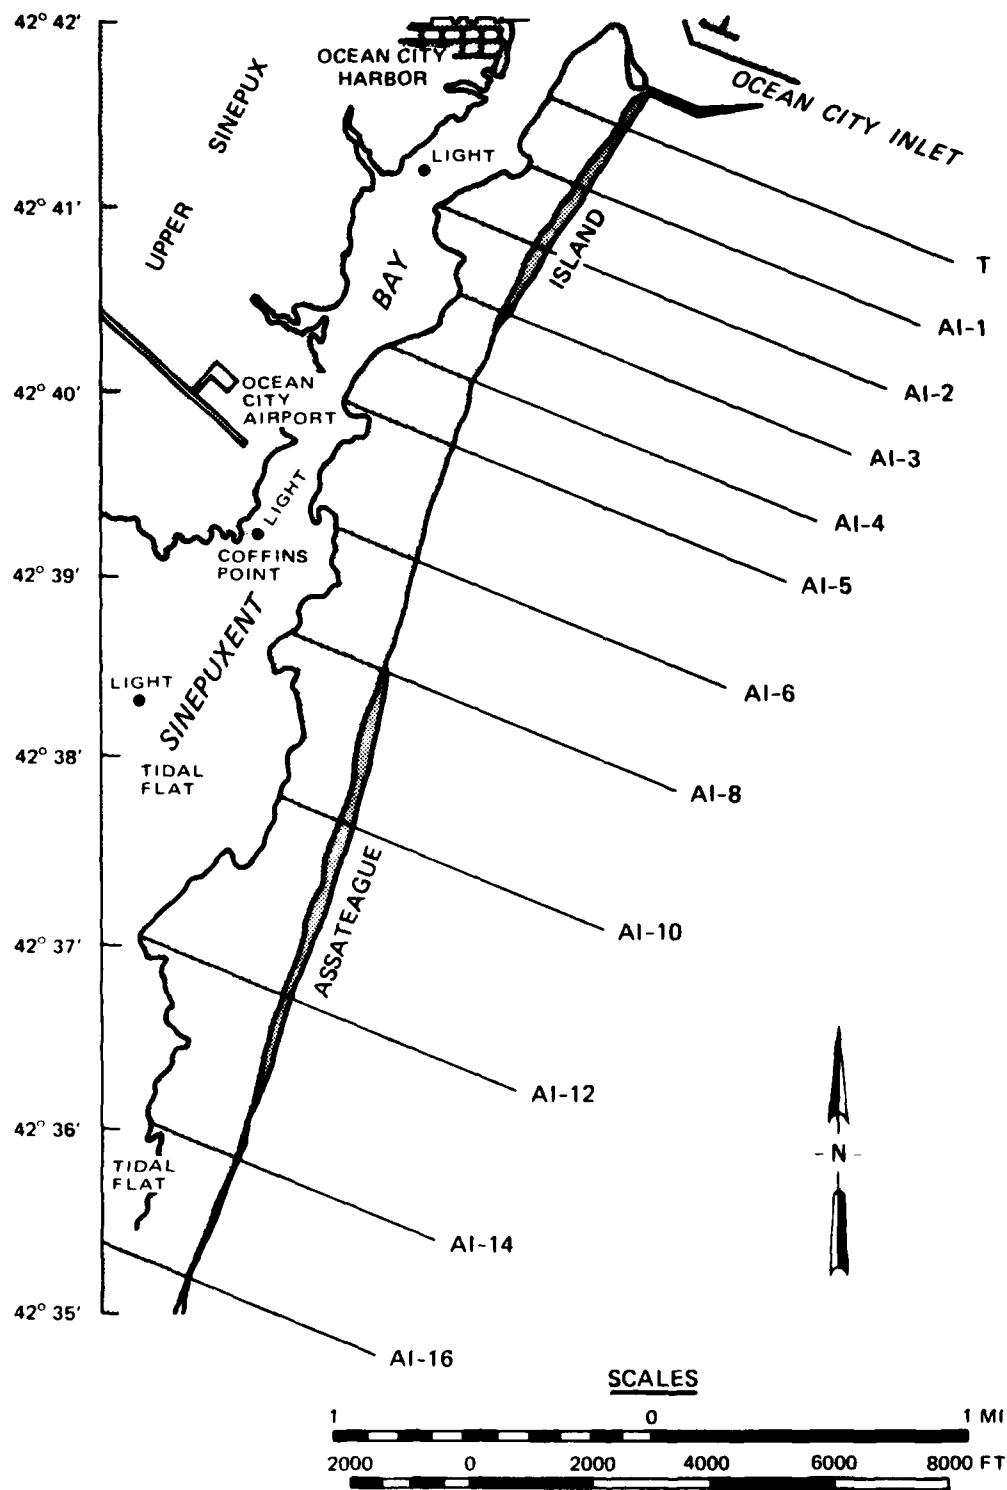 42° 42'
OCEAN CITY
HARBOR
OCEAN CITY INLET
UPPER SINEPUX
LIGHT
42° 41'
ISLAND
T
BAY
AI-1
AI-2
42° 40'
OCEAN
CITY
AIRPORT
AI-3
LIGHT
AI-4
COFFINS
POINT
42° 39'
AI-5
SINEPUXENT
LIGHT
AI-6
42° 38'
TIDAL
FLAT
AI-8
ASSATEAGUE
AI-10
42° 37'
AI-12
42° 36'
N
TIDAL
FLAT
AI-14
42° 35'
AI-16
SCALES
1 0 1 MI
2000 0 2000 4000 6000 8000 FT